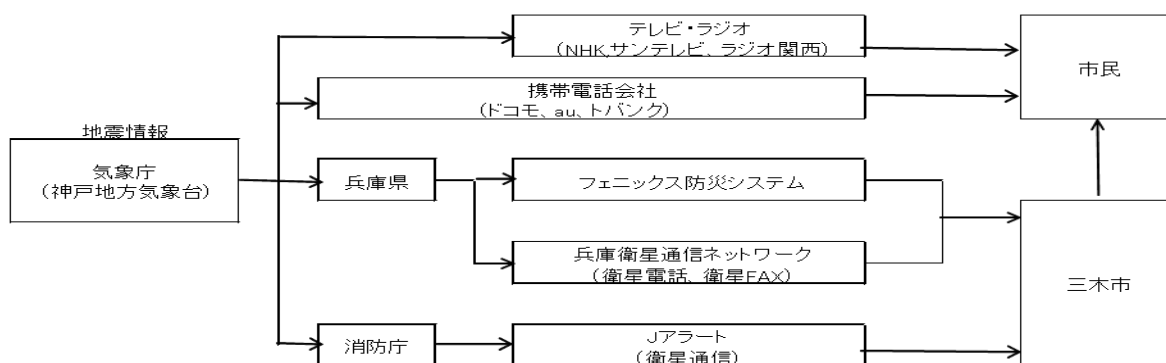 テレビ・ラジオ
(NHK,サンテレビ、ラジオ関西)
市民
携帯電話会社
(ドコモ、au、トバンク)
地震情報
気象庁
(神戸地方気象台)
兵庫県
フェニックス防災システム
兵庫衛星通信ネットワーク
(衛星電話、衛星FAX)
三木市
消防庁
Jアラート
(衛星通信)